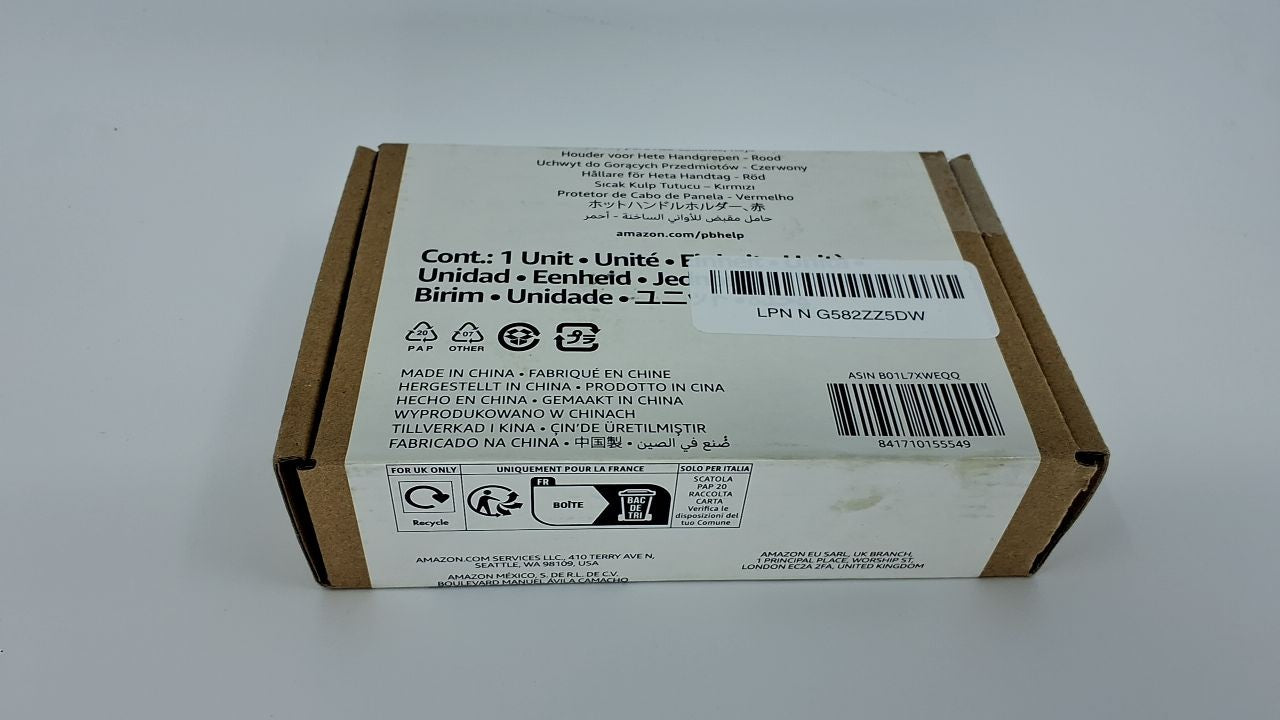 Houder voor Hete Handgrepen - Rood
Uchwyt do Gorących Przedmiotów - Czerwony
Hållare för Heta Handtag - Röd
Sıcak Kulp Tutucu – Kırmızı
Protetor de Cabo de Panela - Vermelho
ホットハンドルホルダー、赤
حامل مقبض للأواني الساخنة - أحمر
amazon.com/pbhelp
Cont.: 1 Unit • Unité •
Unidad • Eenheid •
Birim • Unidade •
LPN N G582ZZ5DW
20
PAP
07
OTHER
MADE IN CHINA • FABRIQUÉ EN CHINE
HERGESTELLT IN CHINA • PRODOTTO IN CINA
HECHO EN CHINA • GEMAAKT IN CHINA
WYPRODUKOWANO W CHINACH
TILLVERKAD I KINA • ÇIN'DE ÜRETILMIŞTIR
FABRICADO NA CHINA • 中国製 • صُنع في الصين
ASIN B01L7XWEQQ
841710155549
FOR UK ONLY
Recycle
UNIQUEMENT POUR LA FRANCE
FR
BOÎTE
BAC
DE
TRI
SOLO PER ITALIA
SCATOLA
PAP 20
RACCOLTA
CARTA
Verifica le
disposizioni del
tuo Comune
AMAZON.COM SERVICES LLC, 410 TERRY AVE N,
SEATTLE, WA 98109, USA
AMAZON MÉXICO, S. DE R.L. DE C.V.
BOULEVARD MANUEL ÁVILA CAMACHO
AMAZON EU SARL, UK BRANCH,
1 PRINCIPAL PLACE, WORSHIP ST,
LONDON EC2A 2FA, UNITED KINGDOM